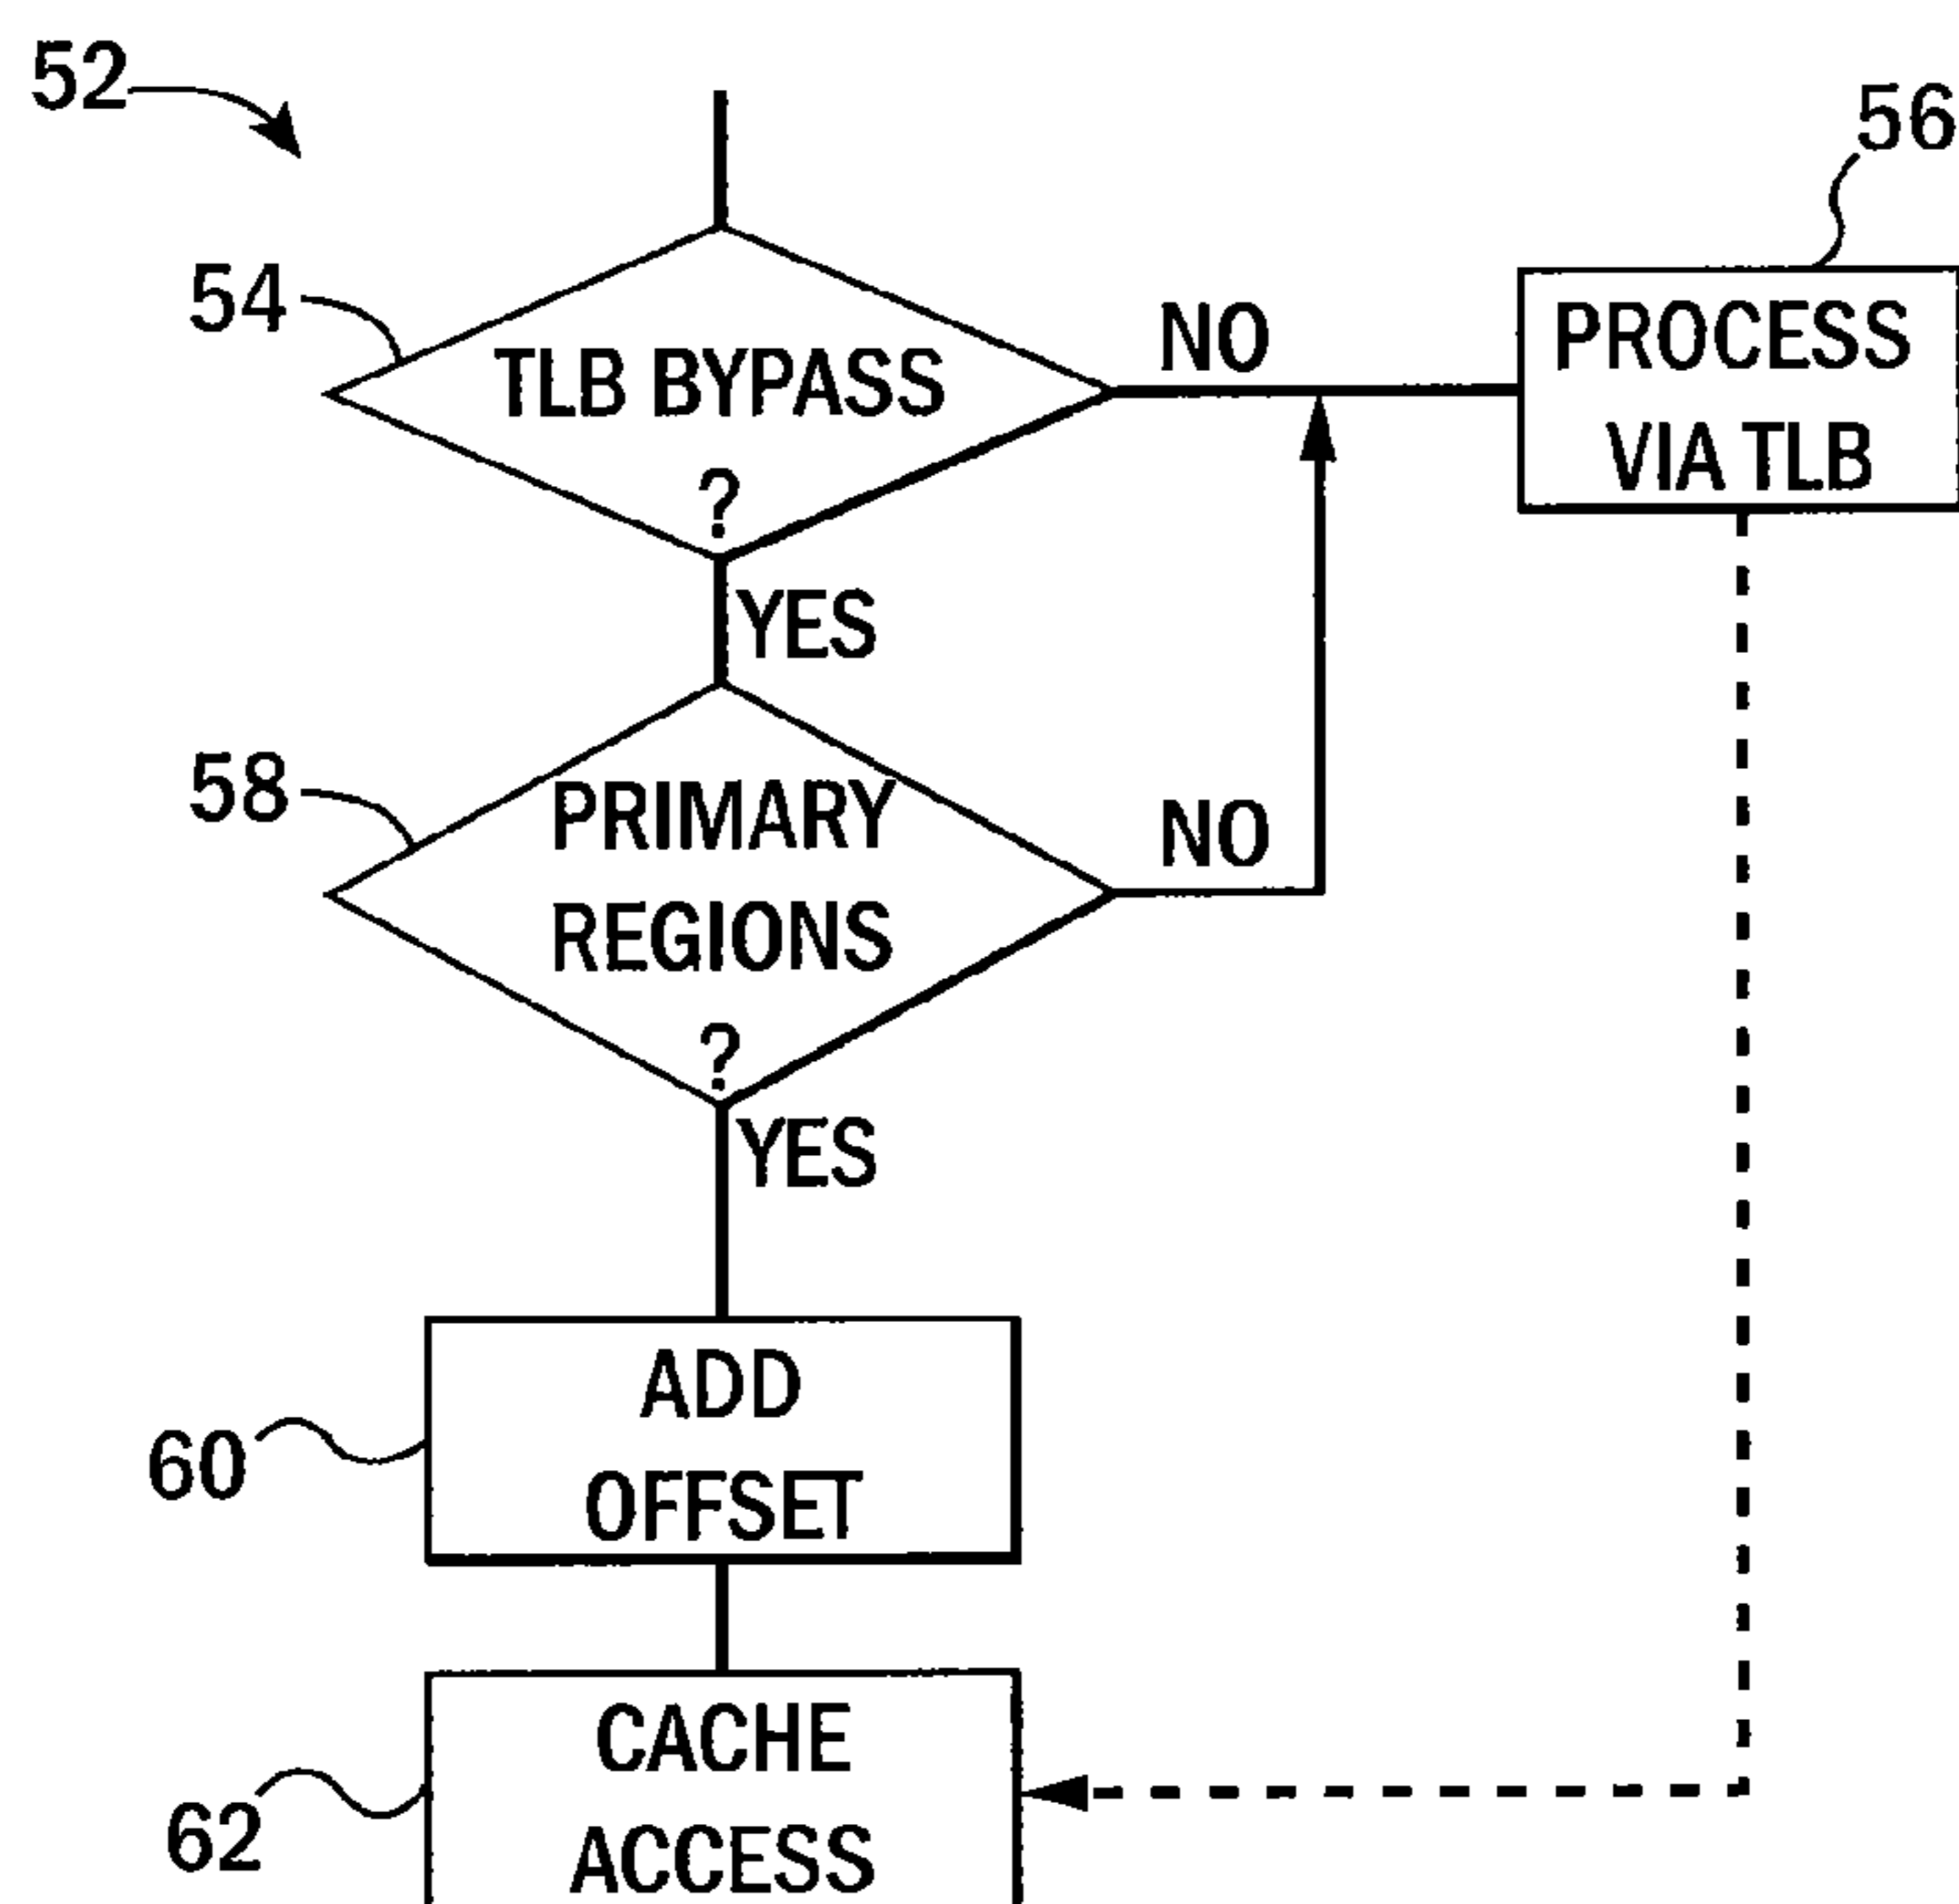 52
56
54
TLB BYPASS
?
NO
PROCESS
VIA TLB
YES
58
PRIMARY
REGIONS
?
NO
YES
60
ADD
OFFSET
62
CACHE
ACCESS